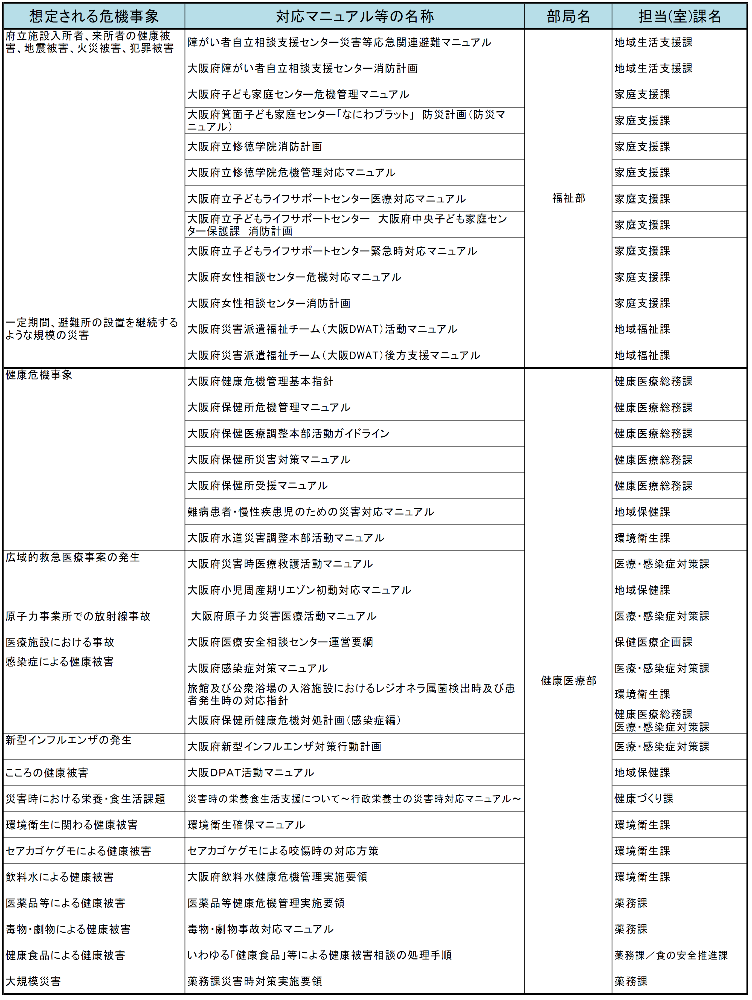 想定される危機事象 対応マニュアル等の名称 部局名 担当(室)課名
府立施設入所者、来所者の健康被
害、地震被害、火災被害、犯罪被害
障がい者自立相談支援センター災害等応急関連避難マニュアル 地域生活支援課
大阪府障がい者自立相談支援センター消防計画 地域生活支援課
大阪府子ども家庭センター危機管理マニュアル 家庭支援課
大阪府箕面子ども家庭センター「なにわプラット」 防災計画(防災マ
ニュアル)
家庭支援課
大阪府立修徳学院消防計画 家庭支援課
大阪府立修徳学院危機管理対応マニュアル 家庭支援課
大阪府立子どもライフサポートセンター医療対応マニュアル 家庭支援課
福祉部
大阪府立子どもライフサポートセンター 大阪府中央子ども家庭セン
ター保護課 消防計画
家庭支援課
大阪府立子どもライフサポートセンター緊急時対応マニュアル 家庭支援課
大阪府女性相談センター危機対応マニュアル 家庭支援課
大阪府女性相談センター消防計画 家庭支援課
一定期間、避難所の設置を継続する
ような規模の災害
大阪府災害派遣福祉チーム(大阪DWAT)活動マニュアル 地域福祉課
大阪府災害派遣福祉チーム(大阪DWAT)後方支援マニュアル 地域福祉課
健康危機事象
大阪府健康危機管理基本指針 健康医療総務課
大阪府保健所危機管理マニュアル 健康医療総務課
大阪府保健医療調整本部活動ガイドライン 健康医療総務課
大阪府保健所災害対策マニュアル 健康医療総務課
大阪府保健所受援マニュアル 健康医療総務課
難病患者・慢性疾患児のための災害対応マニュアル 地域保健課
大阪府水道災害調整本部活動マニュアル 環境衛生課
広域的救急医療事案の発生
大阪府災害時医療救護活動マニュアル 医療・感染症対策課
大阪府小児周産期リエゾン初動対応マニュアル 地域保健課
原子力事業所での放射線事故 大阪府原子力災害医療活動マニュアル 医療・感染症対策課
医療施設における事故 大阪府医療安全相談センター運営要綱 保健医療企画課
感染症による健康被害
大阪府感染症対策マニュアル 医療・感染症対策課
健康医療部
旅館及び公衆浴場の入浴施設におけるレジオネラ属菌検出時及び患
者発生時の対応指針
環境衛生課
大阪府保健所健康危機対処計画(感染症編)
健康医療総務課
医療・感染症対策課
新型インフルエンザの発生
大阪府新型インフルエンザ対策行動計画 医療・感染症対策課
こころの健康被害 大阪DPAT活動マニュアル 地域保健課
災害時における栄養・食生活課題 災害時の栄養食生活支援について～行政栄養士の災害時対応マニュアル～ 健康づくり課
環境衛生に関わる健康被害 環境衛生確保マニュアル 環境衛生課
セアカゴケグモによる健康被害 セアカゴケグモによる咬傷時の対応方策 環境衛生課
飲料水による健康被害 大阪府飲料水健康危機管理実施要領 環境衛生課
医薬品等による健康被害 医薬品等健康危機管理実施要領 薬務課
毒物・劇物による健康被害 毒物・劇物事故対応マニュアル 薬務課
健康食品による健康被害 いわゆる「健康食品」等による健康被害相談の処理手順 薬務課／食の安全推進課
大規模災害 薬務課災害時対策実施要領 薬務課